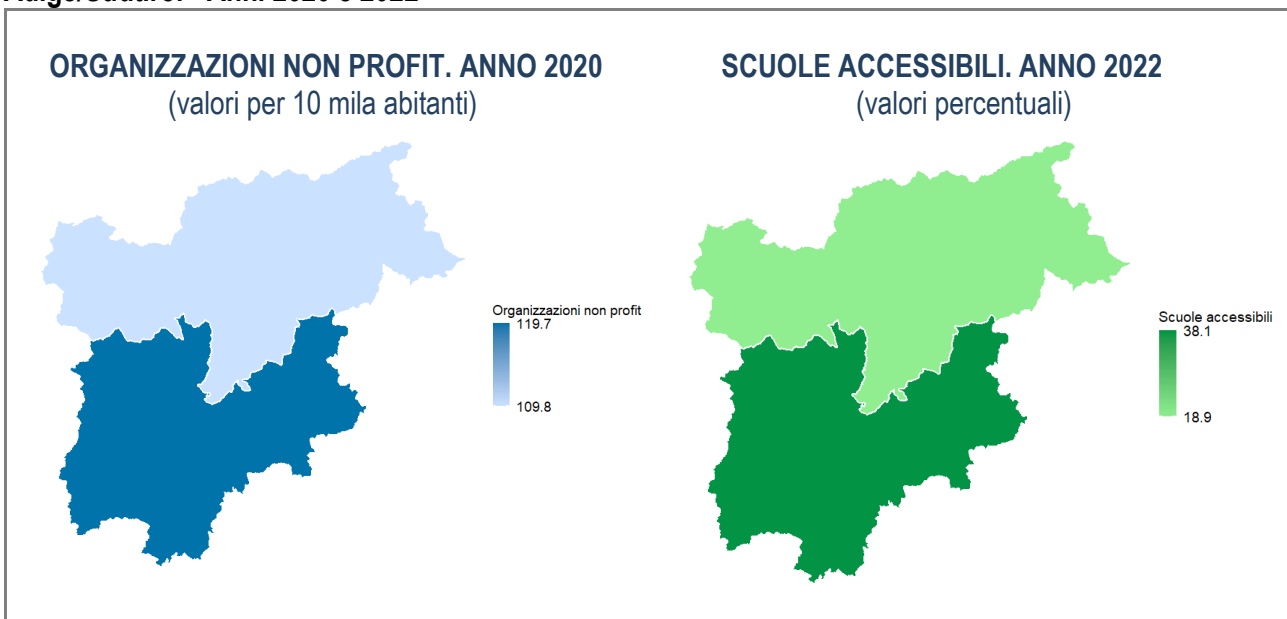 ORGANIZZAZIONI NON PROFIT. ANNO 2020
(valori per 10 mila abitanti)
Organizzazioni non profit
119.7
109.8
SCUOLE ACCESSIBILI. ANNO 2022
(valori percentuali)
Scuole accessibili
38.1
18.9